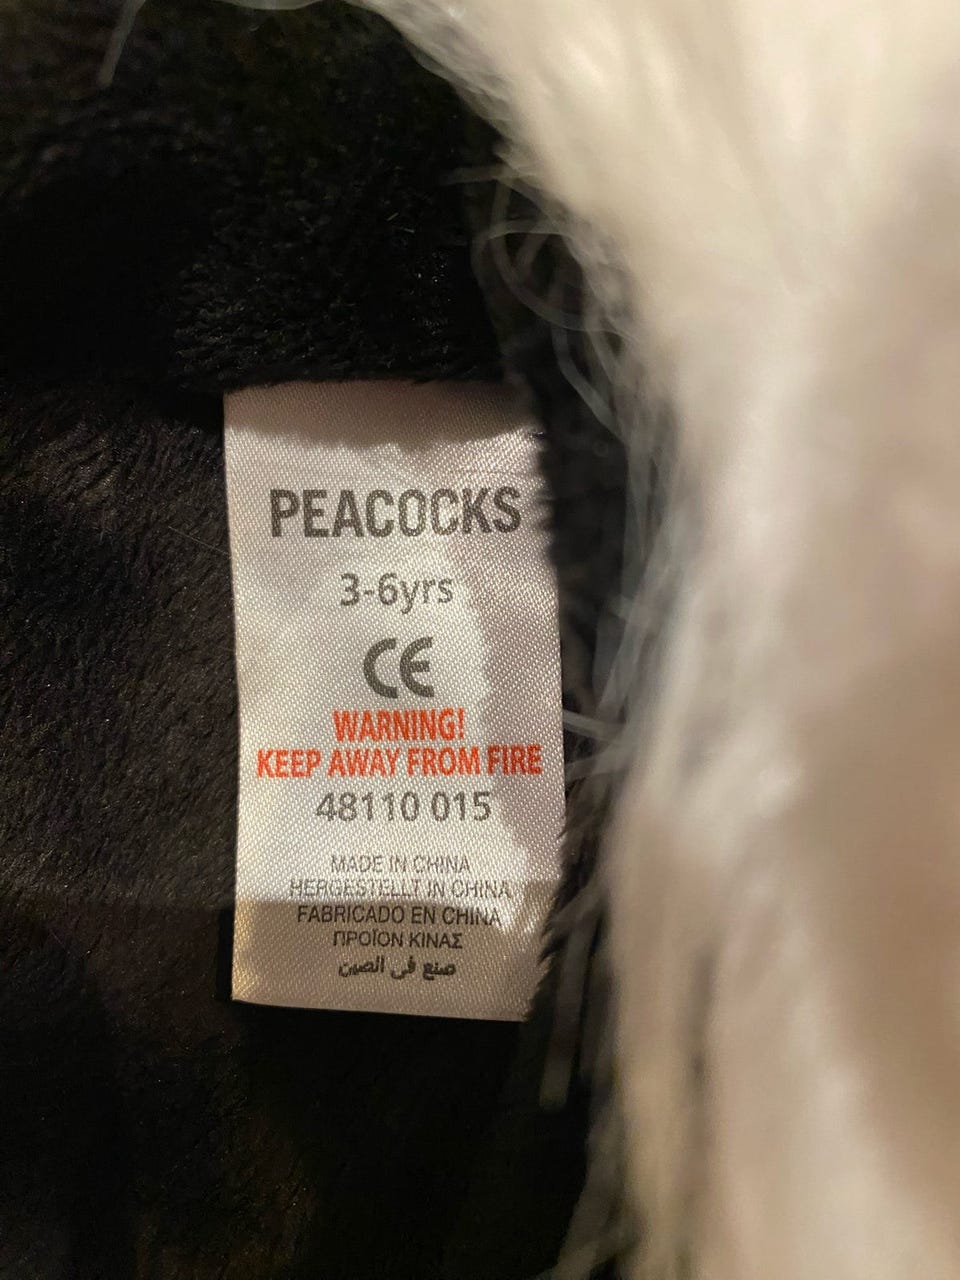 PEACOCKS
3-6yrs
CE
WARNING!
KEEP AWAY FROM FIRE
48110 015
MADE IN CHINA
HERGESTELLT IN CHINA
FABRICADO EN CHINA
ΠΡΟΪΟΝ ΚΙΝΑΣ
صنع فى الصين